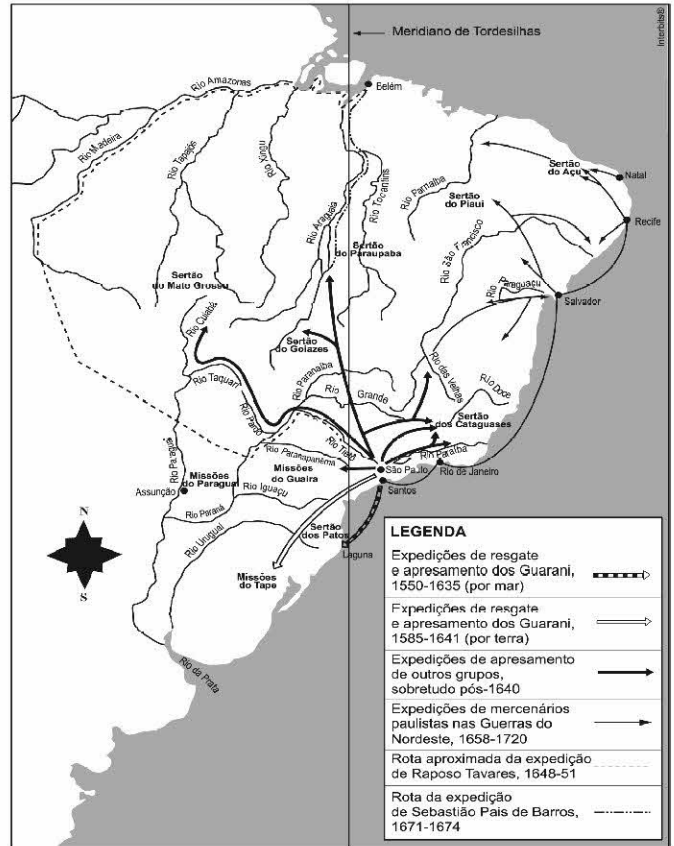 Meridiano de Tordesilhas
Interbits®
Rio Amazonas
Belém
Rio Madeira
Rio Tapajós
Rio Xingu
Rio Araguaia
Rio Tocantins
Rio Parnaíba
Sertão
do Açu
Natal
Sertão
do Piauí
Recife
Rio São Francisco
Sertão
do Paraupaba
Sertão
do Mato Grosso
Rio Paraguaçu
Salvador
Rio Cuiabá
Sertão
do Goiazes
Rio Taquari
Rio Paranaíba
Rio Grande
Rio das Velhas
Rio Doce
Rio Pardo
Sertão
dos Cataguases
Rio Tietê
Rio Paraguai
Rio Paranapanema
Rio Paraíba
São Paulo
Rio de Janeiro
Missões
do Guaira
Missões
do Paraguai
Santos
Assunção
Rio Iguaçu
Rio Paraná
Sertão
dos Patos
Rio Uruguai
Laguna
Missões
do Tape
N
S
Rio da Prata
LEGENDA
Expedições de resgate
e apresamento dos Guarani,
1550-1635 (por mar)
Expedições de resgate
e apresamento dos Guarani,
1585-1641 (por terra)
Expedições de apresamento
de outros grupos,
sobretudo pós-1640
Expedições de mercenários
paulistas nas Guerras do
Nordeste, 1658-1720
Rota aproximada da expedição
de Raposo Tavares, 1648-51
Rota da expedição
de Sebastião Pais de Barros,
1671-1674